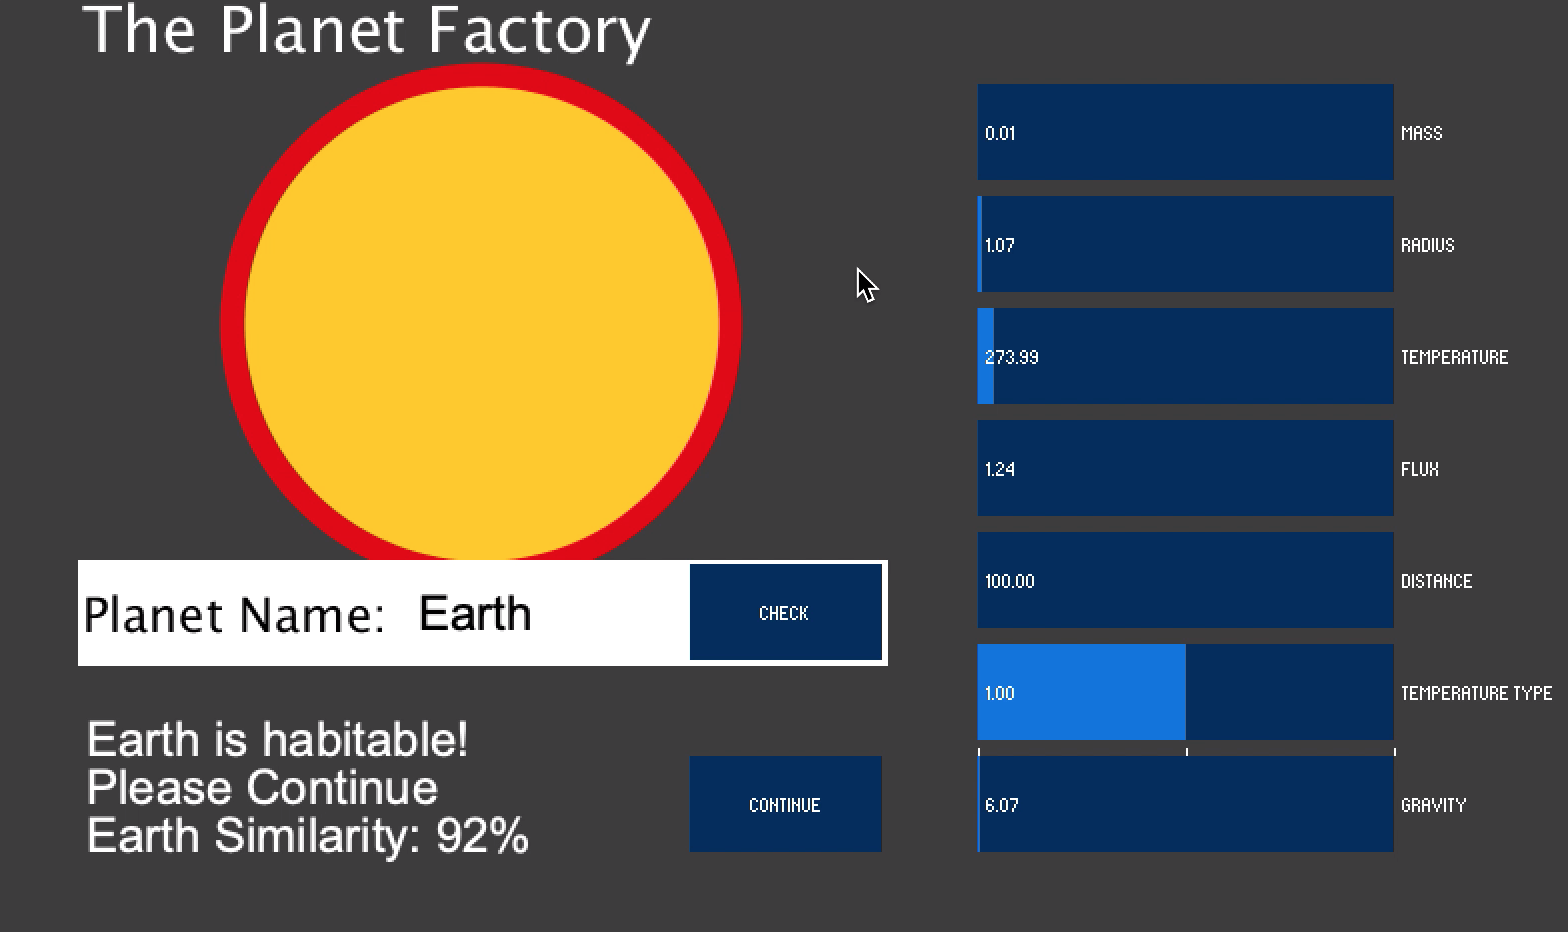 The Planet Factory
0.01 MASS
1.07 RADIUS
273.99 TEMPERATURE
1.24 FLUX
100.00 DISTANCE
Planet Name: Earth CHECK
1.00 TEMPERATURE TYPE
Earth is habitable!
Please Continue
Earth Similarity: 92%
CONTINUE
6.07 GRAVITY